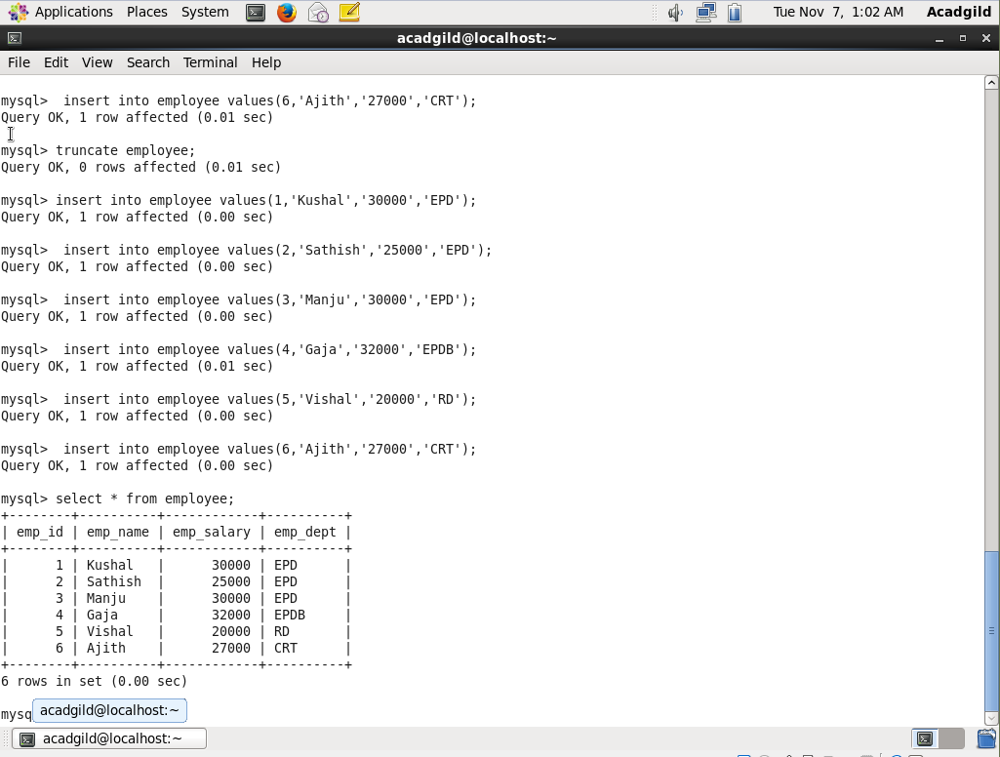 Applications Places System Tue Nov 7, 1:02 AM Acadgild
acadgild@localhost:~
File Edit View Search Terminal Help
mysql>  insert into employee values(6,'Ajith','27000','CRT');
Query OK, 1 row affected (0.01 sec)
mysql> truncate employee;
Query OK, 0 rows affected (0.01 sec)
mysql> insert into employee values(1,'Kushal','30000','EPD');
Query OK, 1 row affected (0.00 sec)
mysql>  insert into employee values(2,'Sathish','25000','EPD');
Query OK, 1 row affected (0.00 sec)
mysql>  insert into employee values(3,'Manju','30000','EPD');
Query OK, 1 row affected (0.00 sec)
mysql>  insert into employee values(4,'Gaja','32000','EPDB');
Query OK, 1 row affected (0.01 sec)
mysql>  insert into employee values(5,'Vishal','20000','RD');
Query OK, 1 row affected (0.00 sec)
mysql>  insert into employee values(6,'Ajith','27000','CRT');
Query OK, 1 row affected (0.00 sec)
mysql> select * from employee;
+--------+----------+------------+----------+
| emp_id | emp_name | emp_salary | emp_dept |
+--------+----------+------------+----------+
|      1 | Kushal   |      30000 | EPD      |
|      2 | Sathish  |      25000 | EPD      |
|      3 | Manju    |      30000 | EPD      |
|      4 | Gaja     |      32000 | EPDB     |
|      5 | Vishal   |      20000 | RD       |
|      6 | Ajith    |      27000 | CRT      |
+--------+----------+------------+----------+
6 rows in set (0.00 sec)
mysq acadgild@localhost:~
acadgild@localhost:~